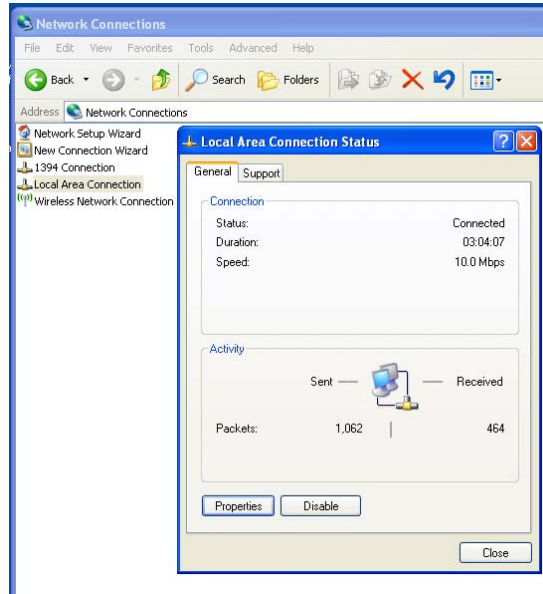 Network Connections
File Edit View Favorites Tools Advanced Help
Back Search Folders
Address Network Connections
Network Setup Wizard
New Connection Wizard
1394 Connection
Local Area Connection
Wireless Network Connection
Local Area Connection Status
General Support
Connection
Status: Connected
Duration: 03:04:07
Speed: 10.0 Mbps
Activity
Sent — — Received
Packets: 1,062 | 464
Properties Disable
Close